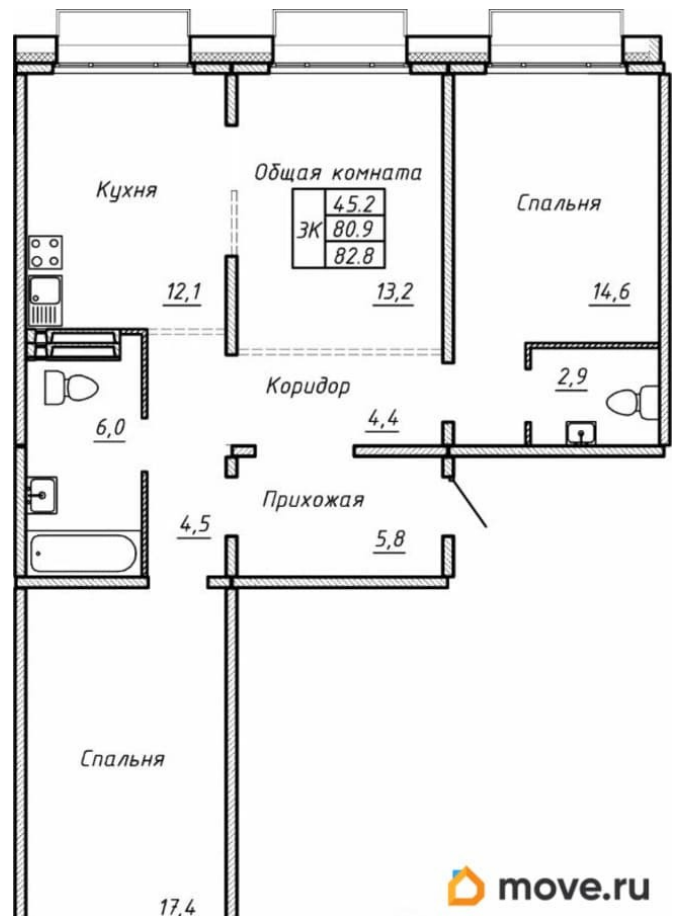 Кухня
Общая комната
Спальня
3К
45.2
80.9
82.8
12,1
13,2
14,6
Коридор
2,9
6,0
4,4
Прихожая
4,5
5,8
Спальня
17,4
move.ru